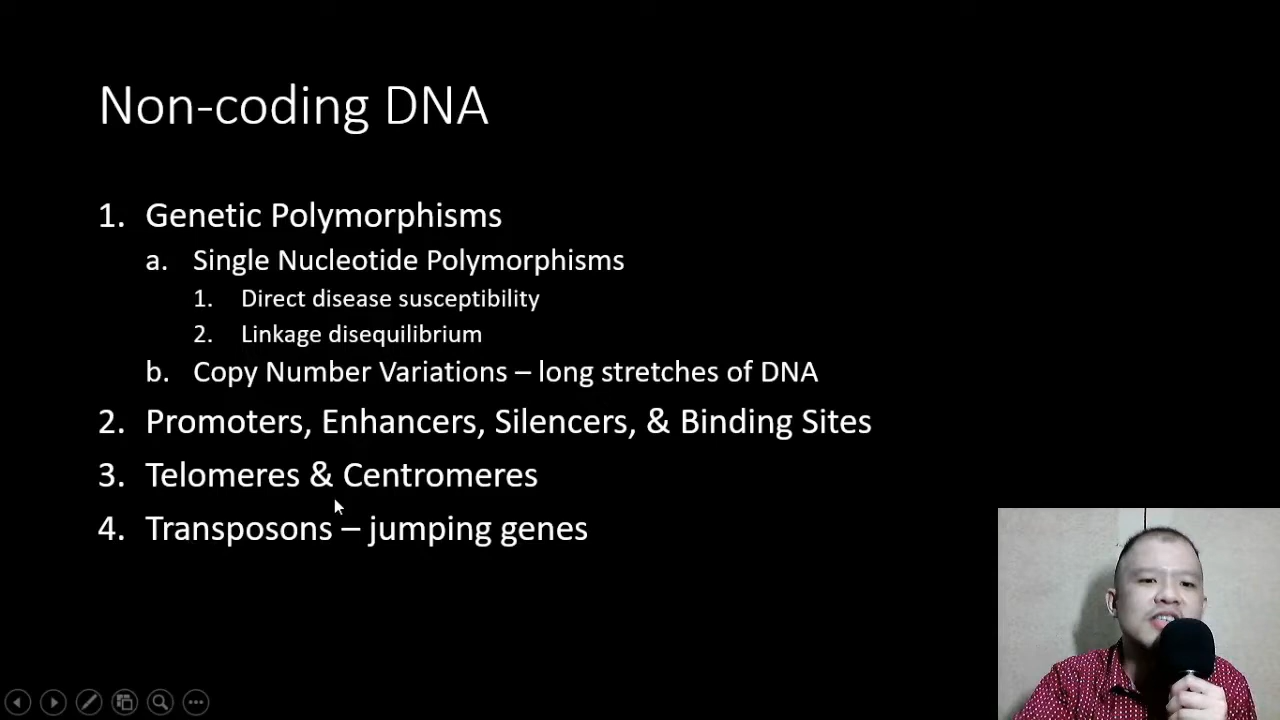 Non-coding DNA
1. Genetic Polymorphisms
a. Single Nucleotide Polymorphisms
1. Direct disease susceptibility
2. Linkage disequilibrium
b. Copy Number Variations – long stretches of DNA
2. Promoters, Enhancers, Silencers, & Binding Sites
3. Telomeres & Centromeres
4. Transposons – jumping genes